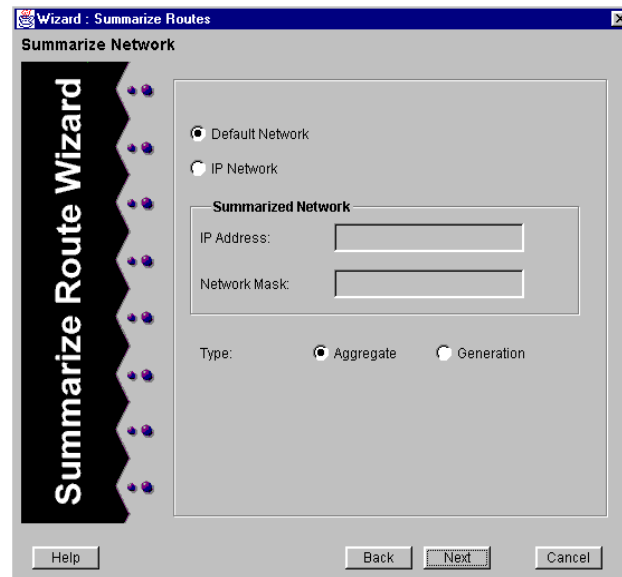 Wizard : Summarize Routes
Summarize Network
Summarize Route Wizard
Default Network
IP Network
Summarized Network
IP Address:
Network Mask:
Type: Aggregate Generation
Help Back Next Cancel